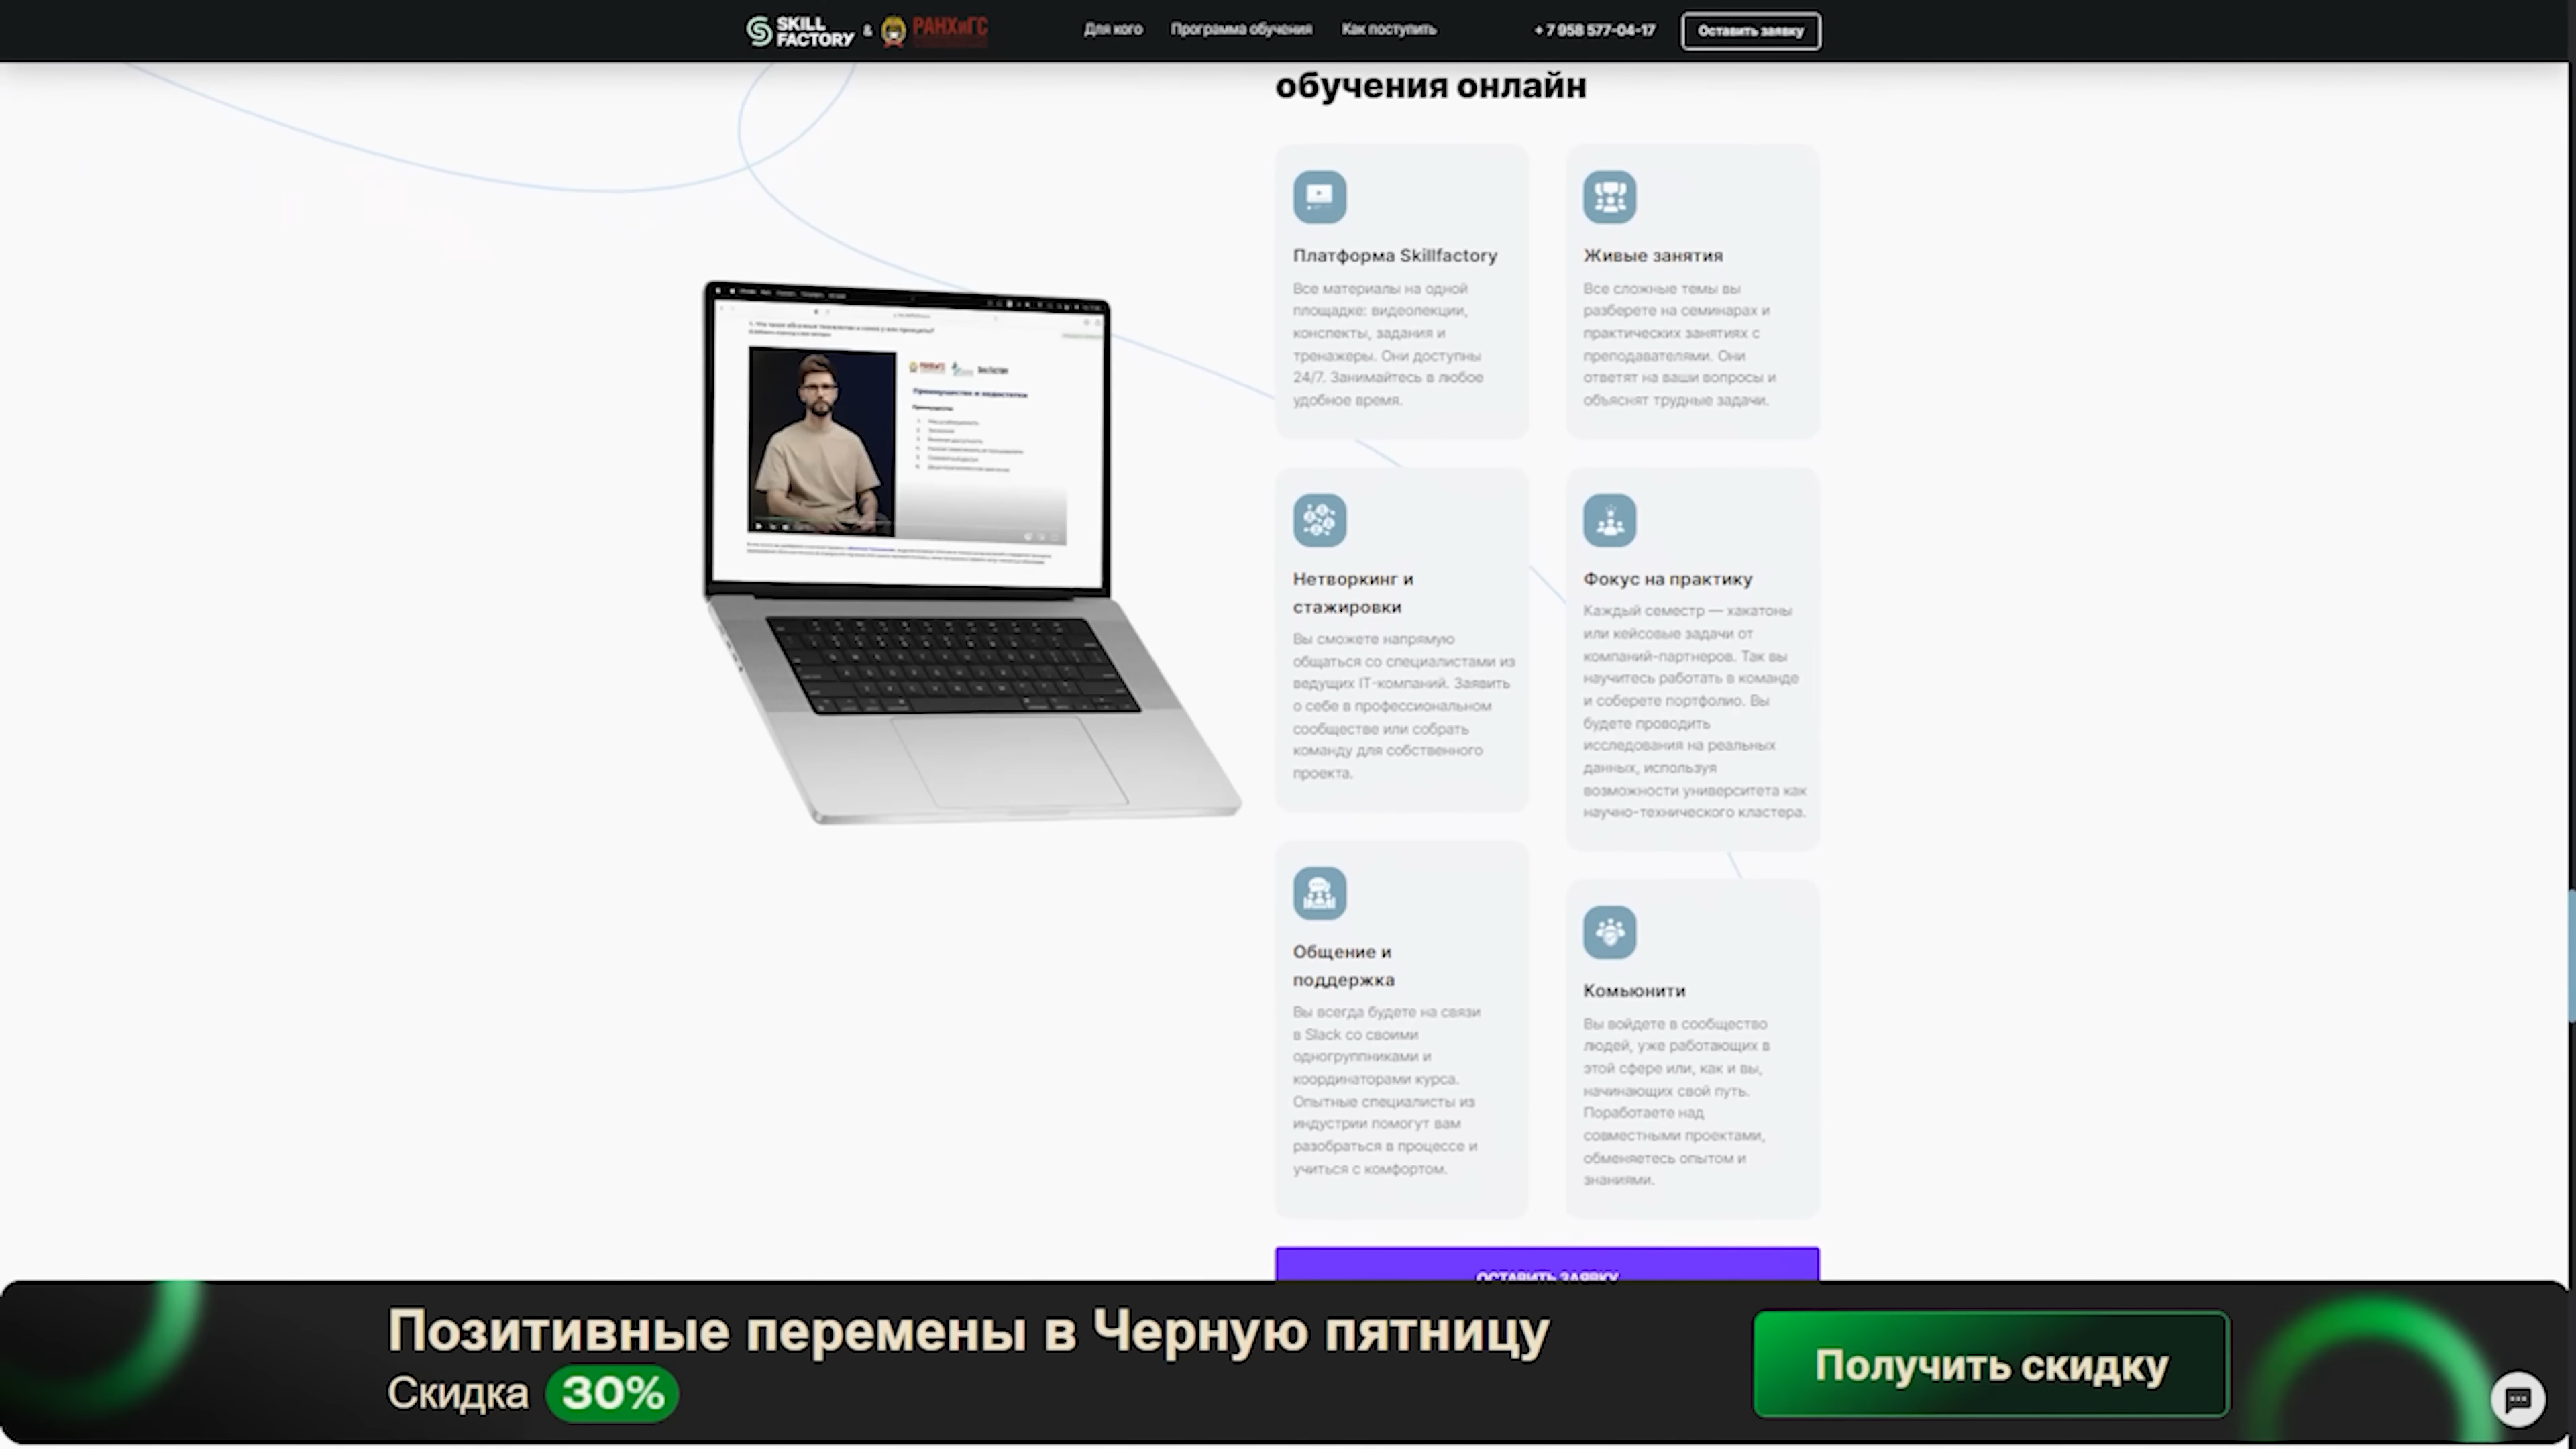 SKILL
FACTORY
&
РАНХиГС
Для кого
Программа обучения
Как поступить
+ 7 958 577-04-17
Оставить заявку
обучения онлайн
Платформа Skillfactory
Все материалы на одной
площадке: видеолекции,
конспекты, задания и
тренажеры. Они доступны
24/7. Занимайтесь в любое
удобное время.
Живые занятия
Все сложные темы вы
разберете на семинарах и
практических занятиях с
преподавателями. Они
ответят на ваши вопросы и
объяснят трудные задачи.
Преимущества и недостатки
Преимущества
Нетворкинг и
стажировки
Вы сможете напрямую
общаться со специалистами из
ведущих IT-компаний. Заявить
о себе в профессиональном
сообществе или собрать
команду для собственного
проекта.
Фокус на практику
Каждый семестр — хакатоны
или кейсовые задачи от
компаний-партнеров. Так вы
научитесь работать в команде
и соберете портфолио. Вы
будете проводить
исследования на реальных
данных, используя
возможности университета как
научно-технического кластера.
Общение и
поддержка
Вы всегда будете на связи
в Slack со своими
одногруппниками и
координаторами курса.
Опытные специалисты из
индустрии помогут вам
разобраться в процессе и
учиться с комфортом.
Комьюнити
Вы войдете в сообщество
людей, уже работающих в
этой сфере или, как и вы,
начинающих свой путь.
Поработаете над
совместными проектами,
обменяетесь опытом и
знаниями.
ОСТАВИТЬ ЗАЯВКУ
Позитивные перемены в Черную пятницу
Скидка 30%
Получить скидку